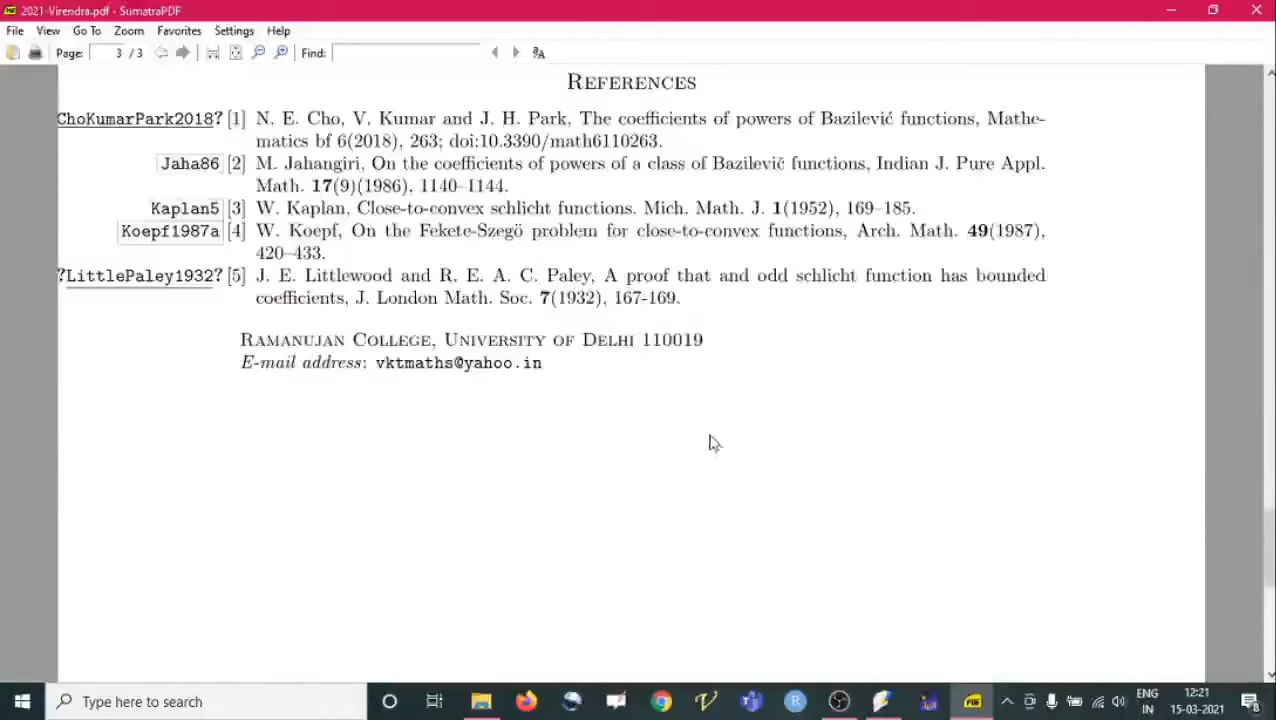 2021-Virendra.pdf - SumatraPDF
File View Go To Zoom Favorites Settings Help
Page: 3 / 3 Find:
References
ChoKumarPark2018? [1] N. E. Cho, V. Kumar and J. H. Park, The coefficients of powers of Bazilević functions, Mathe-
matics bf 6(2018), 263; doi:10.3390/math6110263.
Jaha86 [2] M. Jahangiri, On the coefficients of powers of a class of Bazilevič functions, Indian J. Pure Appl.
Math. 17(9)(1986), 1140–1144.
Kaplan5 [3] W. Kaplan, Close-to-convex schlicht functions, Mich. Math. J. 1(1952), 169–185.
Koepf1987a [4] W. Koepf, On the Fekete-Szegö problem for close-to-convex functions, Arch. Math. 49(1987),
420–433.
?LittlePaley1932? [5] J. E. Littlewood and R. E. A. C. Paley, A proof that and odd schlicht function has bounded
coefficients, J. London Math. Soc. 7(1932), 167-169.
Ramanujan College, University of Delhi 110019
E-mail address: vktmaths@yahoo.in
Type here to search
ENG 12:21
IN 15-03-2021